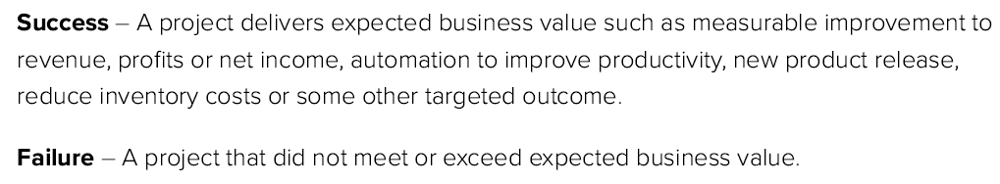 Success – A project delivers expected business value such as measurable improvement to
revenue, profits or net income, automation to improve productivity, new product release,
reduce inventory costs or some other targeted outcome.
Failure – A project that did not meet or exceed expected business value.